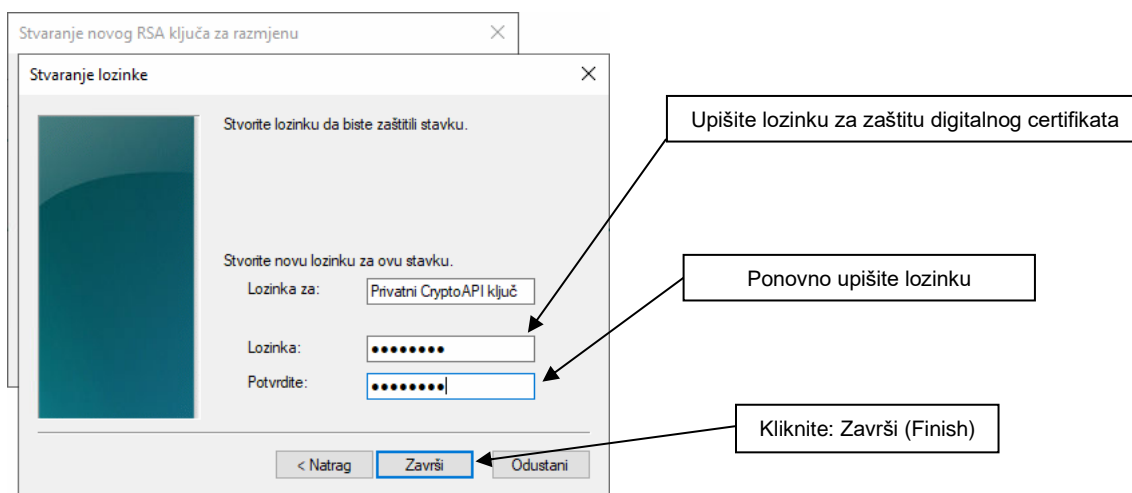 Stvaranje novog RSA ključa za razmjenu
Stvaranje lozinke
Stvorite lozinku da biste zaštitili stavku.
Upišite lozinku za zaštitu digitalnog certifikata
Stvorite novu lozinku za ovu stavku.
Lozinka za: Privatni CryptoAPI ključ
Ponovno upišite lozinku
Lozinka: ●●●●●●●●
Potvrdite: ●●●●●●●●
Kliknite: Završi (Finish)
< Natrag Završi Odustani